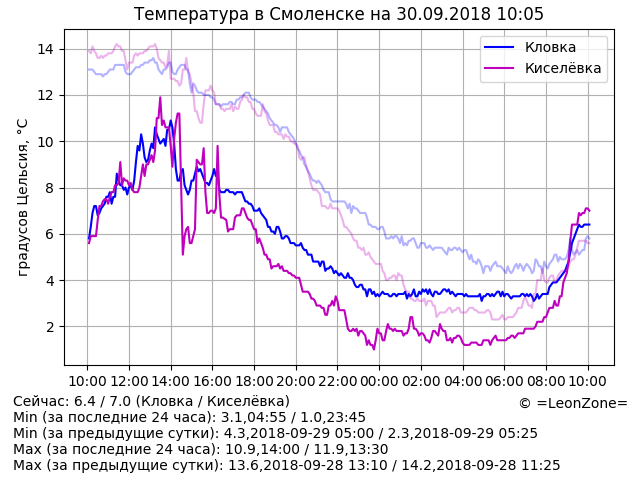 Температура в Смоленске на 30.09.2018 10:05
14
12
10
8
6
4
2
градусов Цельсия, °C
Кловка
Киселёвка
10:00 12:00 14:00 16:00 18:00 20:00 22:00 00:00 02:00 04:00 06:00 08:00 10:00
Сейчас: 6.4 / 7.0 (Кловка / Киселёвка)
© =LeonZone=
Min (за последние 24 часа): 3.1,04:55 / 1.0,23:45
Min (за предыдущие сутки): 4.3,2018-09-29 05:00 / 2.3,2018-09-29 05:25
Max (за последние 24 часа): 10.9,14:00 / 11.9,13:30
Max (за предыдущие сутки): 13.6,2018-09-28 13:10 / 14.2,2018-09-28 11:25